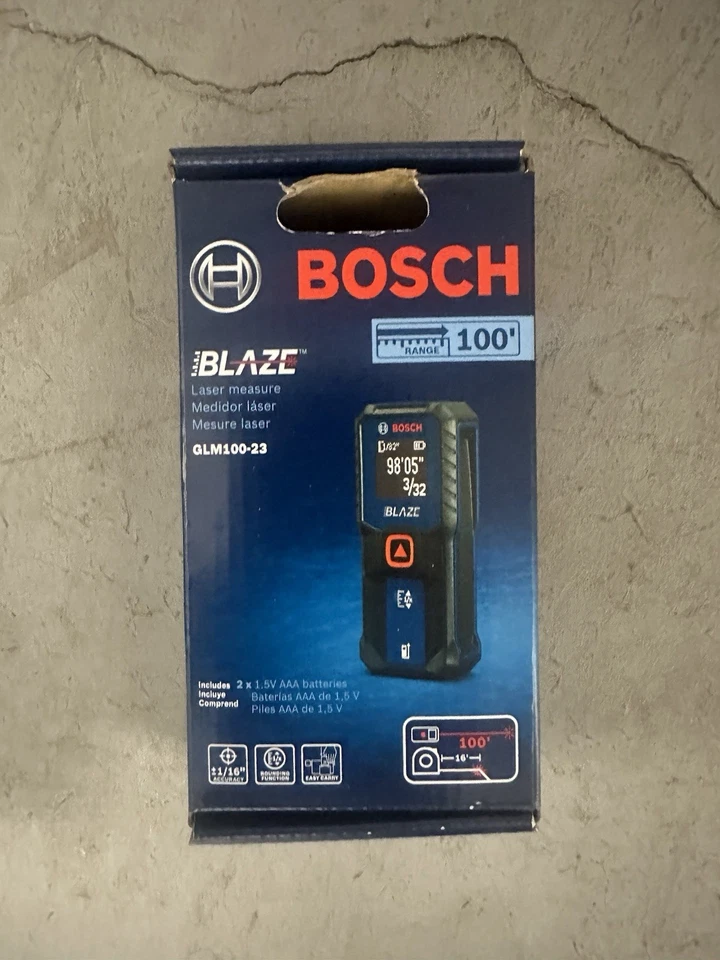 BOSCH
RANGE 100'
BLAZE™
Laser measure
Medidor láser
Mesure laser
GLM100-23
BOSCH
/32"
98'05"
3/32
BLAZE
Includes 2 x 1.5V AAA batteries
Incluye Baterías AAA de 1,5 V
Comprend Piles AAA de 1,5 V
±1/16"
ACCURACY
ROUNDING
FUNCTION
EASY CARRY
100'
16'